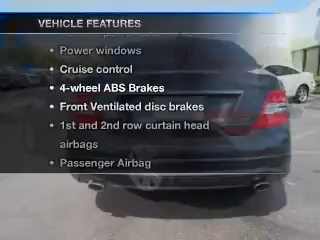 VEHICLE FEATURES
• Power windows
• Cruise control
• 4-wheel ABS Brakes
• Front Ventilated disc brakes
• 1st and 2nd row curtain head
airbags
• Passenger Airbag